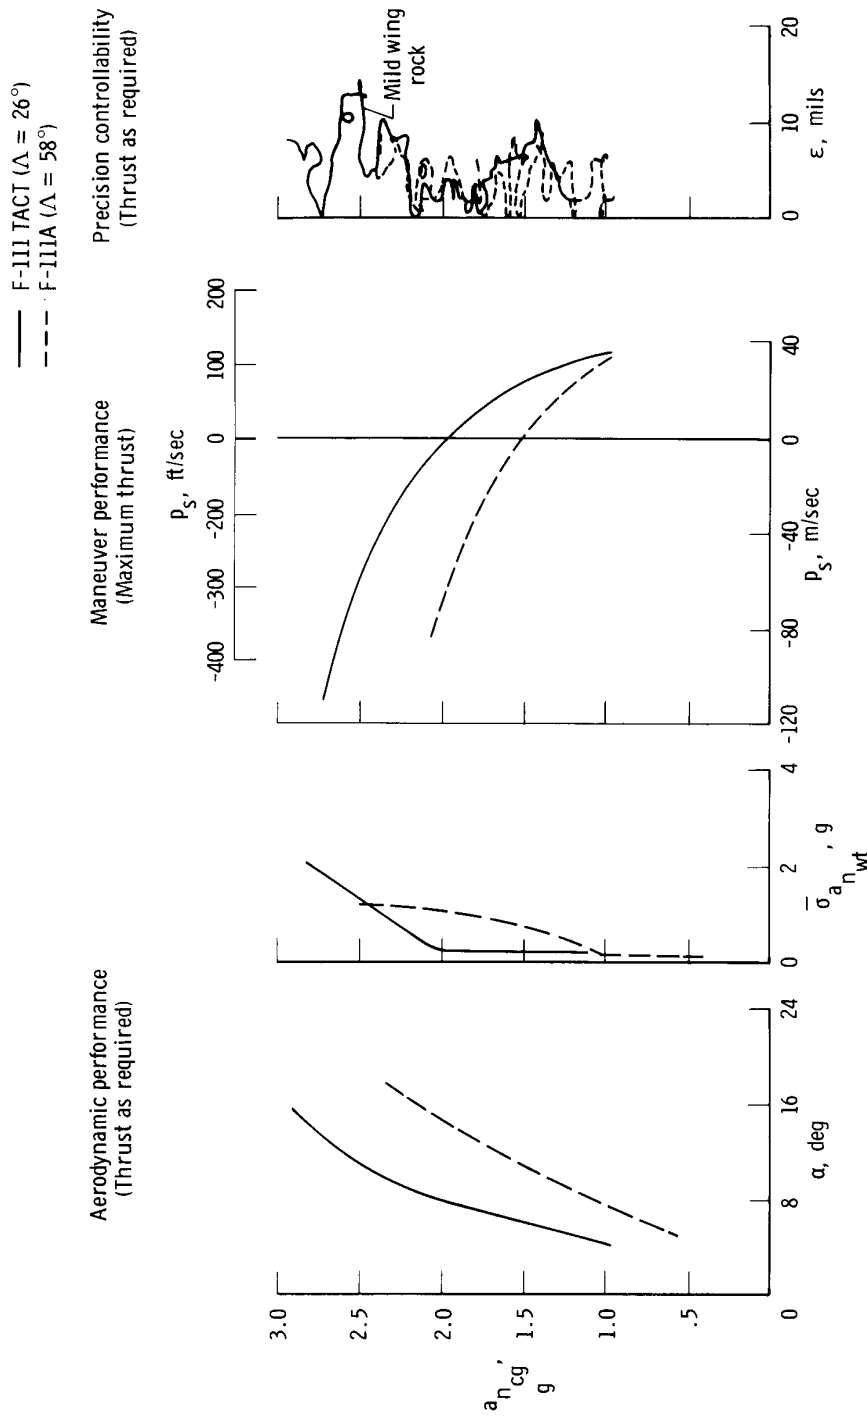 F-111 TACT (Λ = 26°)
F-111A (Λ = 58°)
Aerodynamic performance
(Thrust as required)
Maneuver performance
(Maximum thrust)
Precision controllability
(Thrust as required)
p_s, ft/sec
-400 -300 -200 -100 0 100 200
Mild wing
rock
3.0
2.5
2.0
1.5
1.0
.5
0
a_n_cg,
g
8 16 24
α, deg
0 2 4
σ̄_a_n_wt, g
-120 -80 -40 0 40
p_s, m/sec
0 10 20
ε, mils